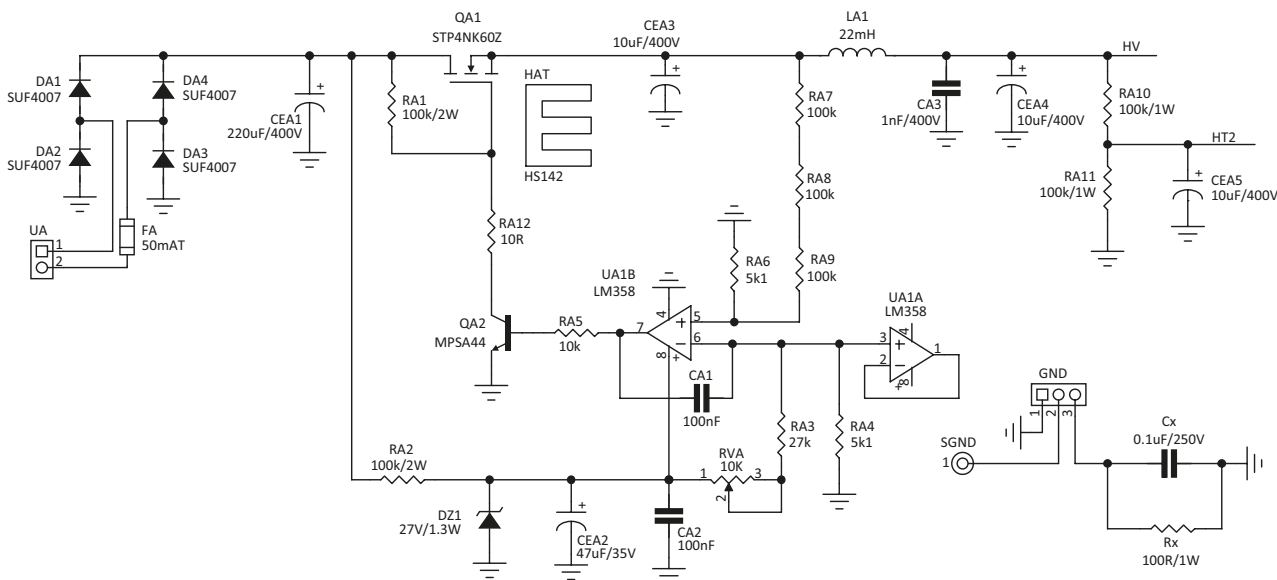 QA1
STP4NK60Z
CEA3
10uF/400V
LA1
22mH
HV
DA1
SUF4007
DA4
SUF4007
CEA1
220uF/400V
RA1
100k/2W
HAT
HS142
RA7
100k
CA3
1nF/400V
CEA4
10uF/400V
RA10
100k/1W
HT2
DA2
SUF4007
DA3
SUF4007
RA8
100k
RA11
100k/1W
CEA5
10uF/400V
UA
1
2
FA
50mAT
RA12
10R
RA6
5k1
RA9
100k
UA1B
LM358
4
5
+
7
6
−
8
+
UA1A
LM358
3
4
+
1
2
−
+
8
QA2
MPSA44
RA5
10k
CA1
100nF
RA3
27k
RA4
5k1
GND
1
2
3
SGND
1
Cx
0.1uF/250V
Rx
100R/1W
RA2
100k/2W
RVA
10K
1
3
2
DZ1
27V/1.3W
CEA2
47uF/35V
CA2
100nF
+
+
+
+
+